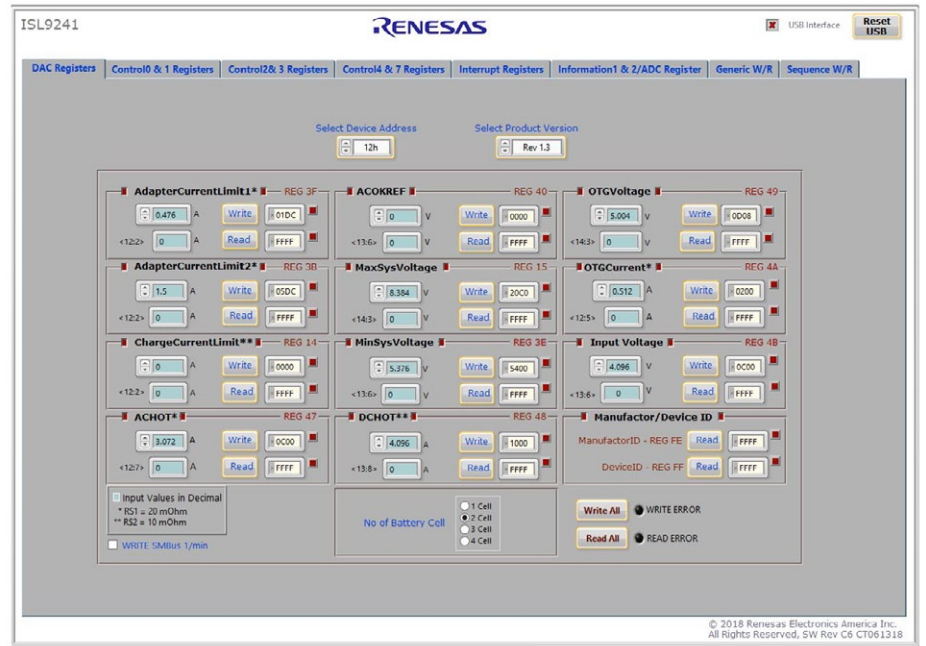 ISL9241
RENESAS
USB Interface
Reset USB
DAC Registers Control0 & 1 Registers Control2& 3 Registers Control4 & 7 Registers Interrupt Registers Information1 & 2/ADC Register Generic W/R Sequence W/R
Select Device Address Select Product Version
12h Rev 1.3
AdapterCurrentLimit1* REG 3F ACOKREF REG 40 OTGVoltage REG 49
0.476 A Write x 01DC 0 V Write x 0000 5.004 V Write x 0D08
<12:2> 0 A Read x FFFF <13:6> 0 V Read x FFFF <14:3> 0 V Read x FFFF
AdapterCurrentLimit2* REG 3B MaxSysVoltage REG 15 OTGCurrent* REG 4A
1.5 A Write x 05DC 8.384 V Write x 20C0 0.512 A Write x 0200
<12:2> 0 A Read x FFFF <14:3> 0 V Read x FFFF <12:5> 0 A Read x FFFF
ChargeCurrentLimit** REG 14 MinSysVoltage REG 3E Input Voltage REG 4B
0 A Write x 0000 5.376 V Write x 5400 4.096 V Write x 0C00
<12:2> 0 A Read x FFFF <13:6> 0 V Read x FFFF <13:6> 0 V Read x FFFF
ACHOT* REG 47 DCHOT** REG 48 Manufactor/Device ID
3.072 A Write x 0C00 4.096 A Write x 1000 ManufactorID - REG FE Read x FFFF
<12:7> 0 A Read x FFFF <13:8> 0 A Read x FFFF DeviceID - REG FF Read x FFFF
Input Values in Decimal
* RS1 = 20 mOhm
** RS2 = 10 mOhm
WRITE SMBus 1/min
No of Battery Cell
1 Cell
2 Cell
3 Cell
4 Cell
Write All WRITE ERROR
Read All READ ERROR
© 2018 Renesas Electronics America Inc.
All Rights Reserved, SW Rev C6 CT061318